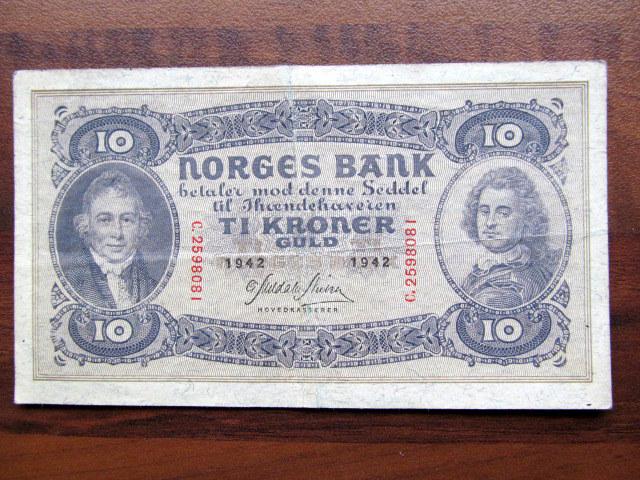 10 10
NORGES BANK
betaler mod denne Seddel
til Ihændehaveren
TI KRONER
GULD
1942 1942
C.2598081
C.2598081
HOVEDKASSERER
10 10